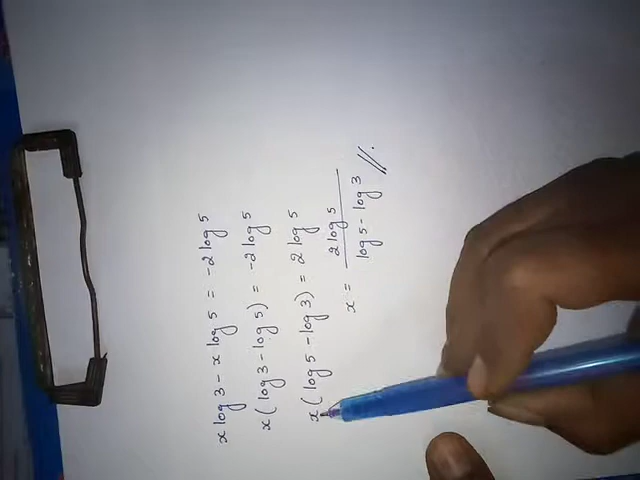 x log 3 - x log 5 = -2 log 5
x ( log 3 - log 5 ) = -2 log 5
x ( log 5 - log 3 ) = 2 log 5
x = 2 log 5 / log 5 - log 3 //.